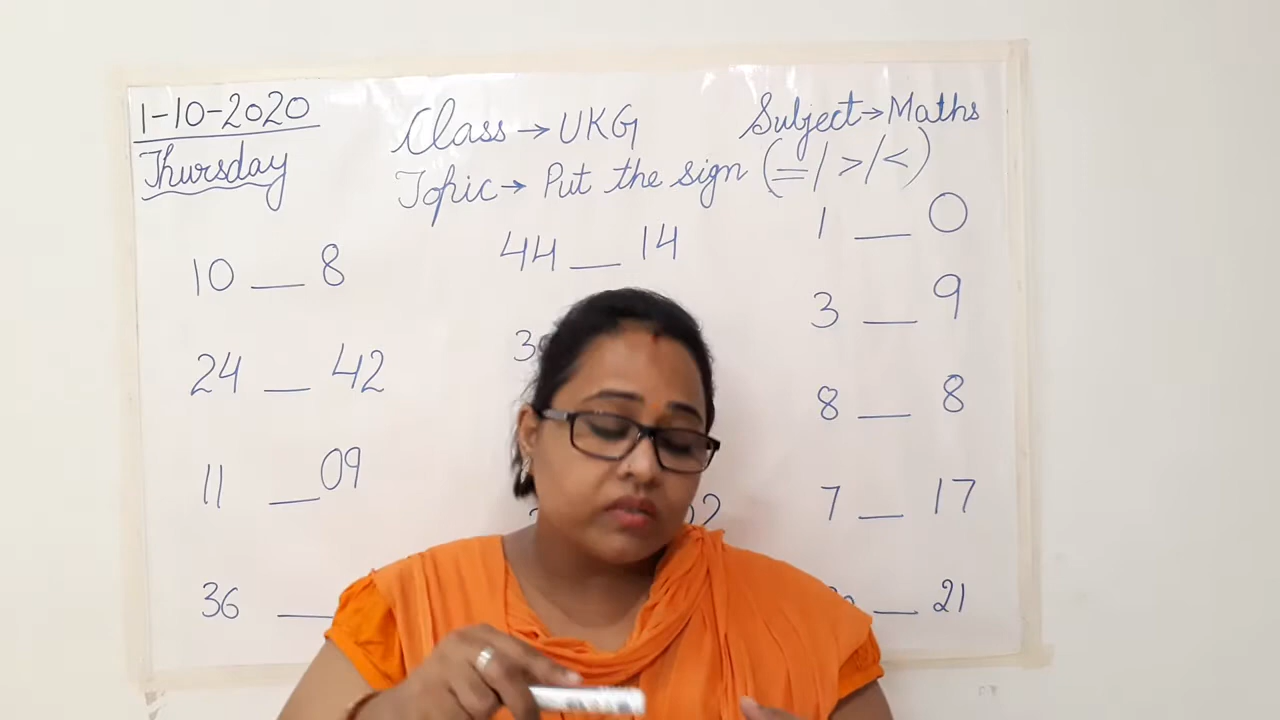 1-10-2020
Thursday
Class → UKG
Subject → Maths
Topic → Put the sign (=/>/<)
10 __ 8
24 __ 42
11 __ 09
36 __
44 __ 14
1 __ 0
3 __ 9
8 __ 8
7 __ 17
__ 21